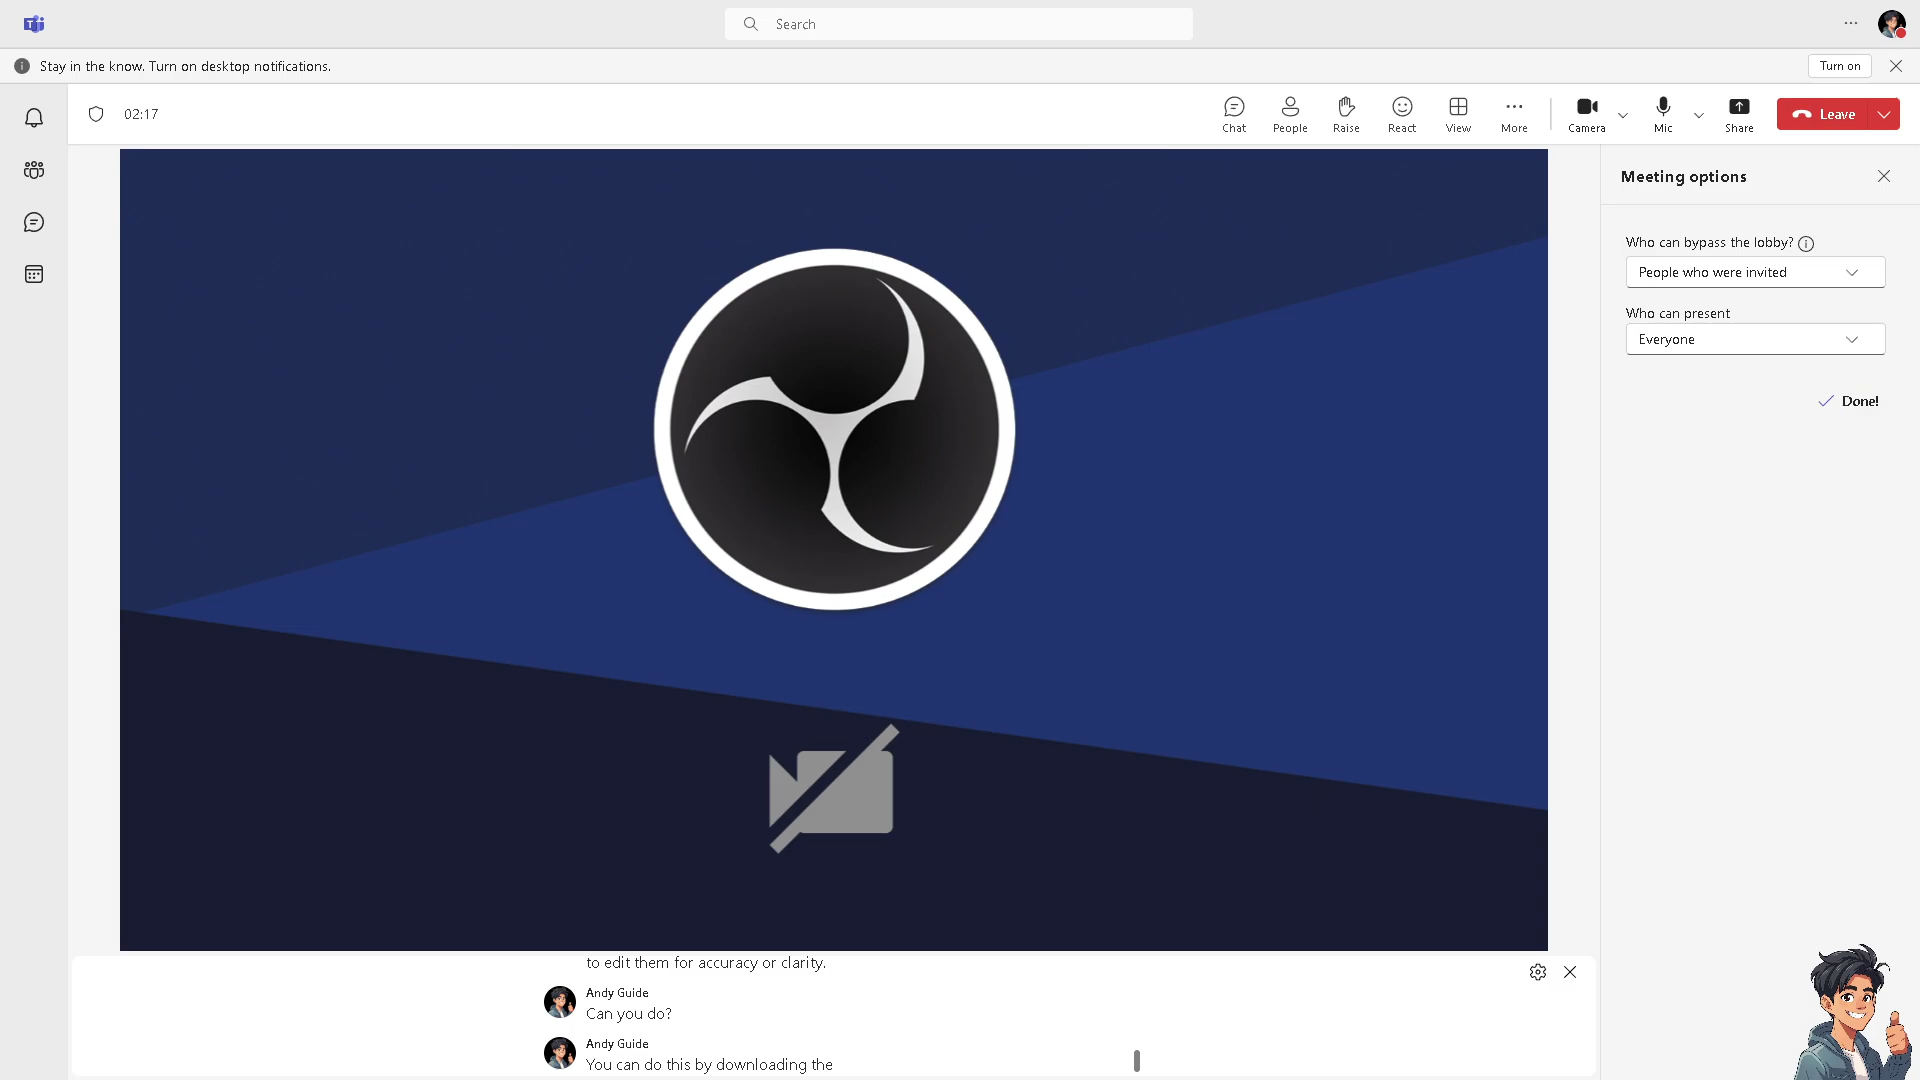 Search
Stay in the know. Turn on desktop notifications.
Turn on
02:17
Chat
People
Raise
React
View
More
Camera
Mic
Share
Leave
Meeting options
Who can bypass the lobby?
People who were invited
Who can present
Everyone
Done!
to edit them for accuracy or clarity.
Andy Guide
Can you do?
Andy Guide
You can do this by downloading the